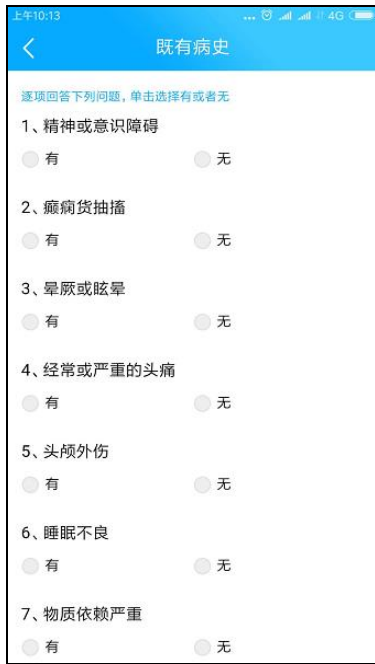 上午10:13 ... 4G
既有病史
逐项回答下列问题,单击选择有或者无
1、精神或意识障碍
有 无
2、癫痫货抽搐
有 无
3、晕厥或眩晕
有 无
4、经常或严重的头痛
有 无
5、头颅外伤
有 无
6、睡眠不良
有 无
7、物质依赖严重
有 无